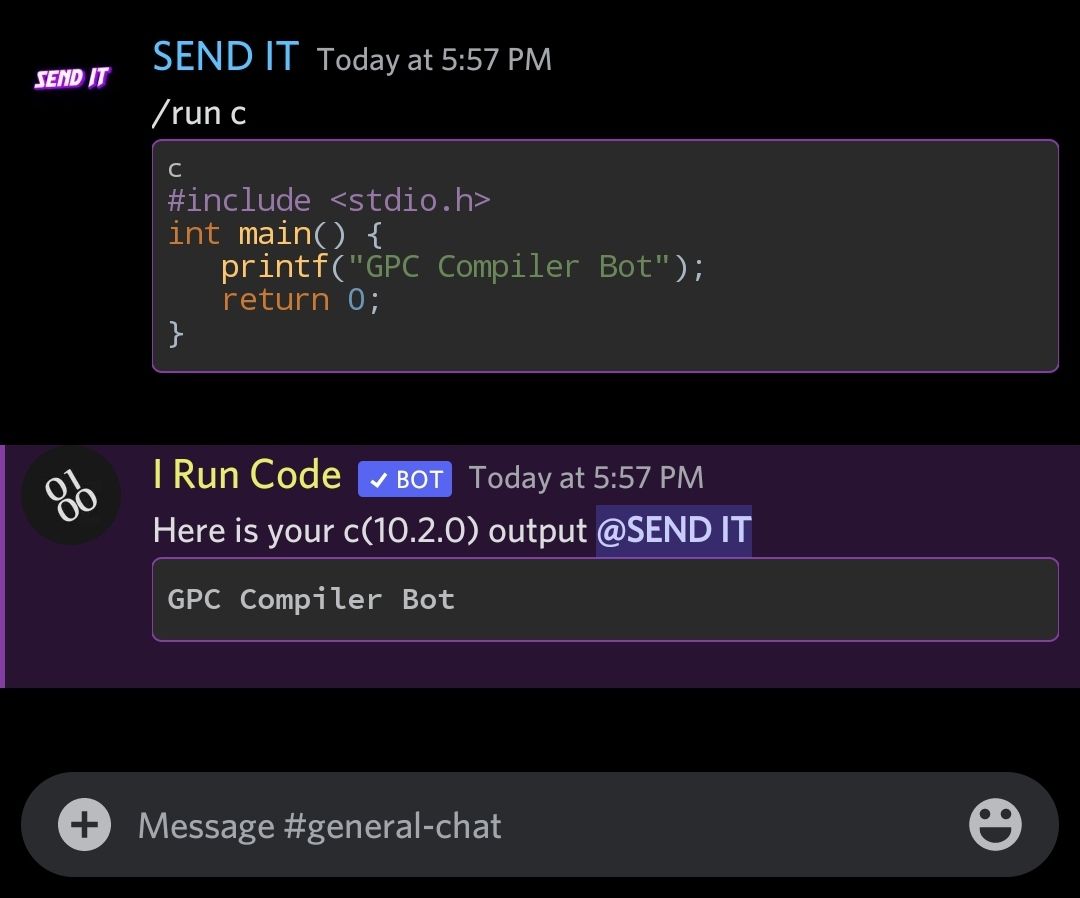 SEND IT Today at 5:57 PM
SEND IT
/run c
c
#include <stdio.h>
int main() {
   printf("GPC Compiler Bot");
   return 0;
}
I Run Code ✓ BOT Today at 5:57 PM
0100
Here is your c(10.2.0) output @SEND IT
GPC Compiler Bot
Message #general-chat